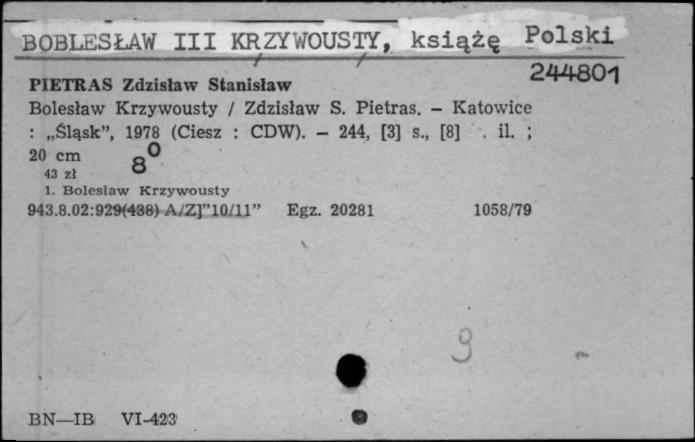 BOBLESŁAW III KRZYWOUSTY, książę Polski
244801
PIETRAS Zdzisław Stanisław
Bolesław Krzywousty / Zdzisław S. Pietras. — Katowice
: „Śląsk”, 1978 (Ciesz : CDW). — 244, [3] s., [8] . il. ;
20 cm 8⁰
43 zł
1. Bolesław Krzywousty
943.8.02:929(438) A/Z]”10/11” Egz. 20281 1058/79
9
BN—IB VI-423